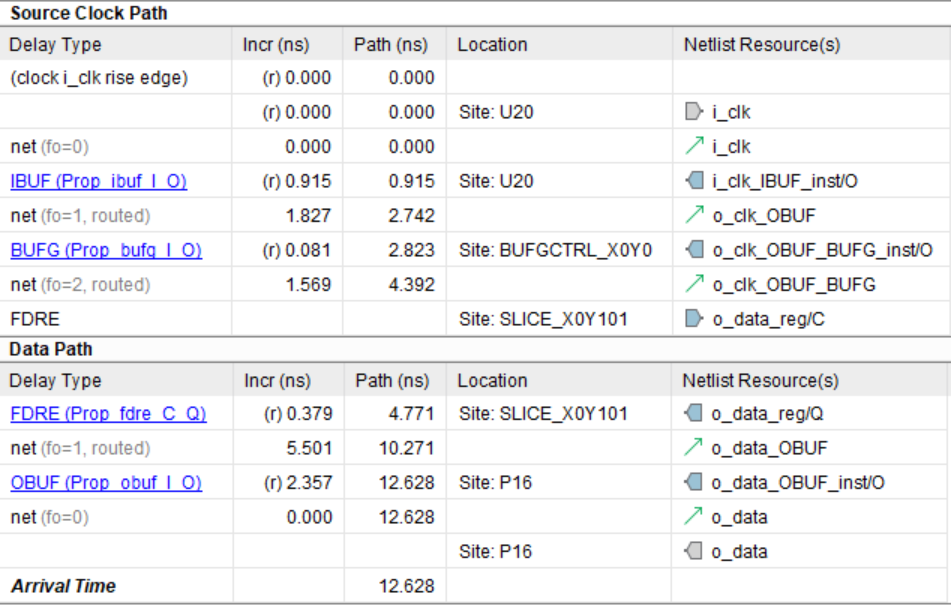 Source Clock Path
Delay Type Incr (ns) Path (ns) Location Netlist Resource(s)
(clock i_clk rise edge) (r) 0.000 0.000
(r) 0.000 0.000 Site: U20 i_clk
net (fo=0) 0.000 0.000 i_clk
IBUF (Prop_ibuf_I_O) (r) 0.915 0.915 Site: U20 i_clk_IBUF_inst/O
net (fo=1, routed) 1.827 2.742 o_clk_OBUF
BUFG (Prop_bufg_I_O) (r) 0.081 2.823 Site: BUFGCTRL_X0Y0 o_clk_OBUF_BUFG_inst/O
net (fo=2, routed) 1.569 4.392 o_clk_OBUF_BUFG
FDRE Site: SLICE_X0Y101 o_data_reg/C
Data Path
Delay Type Incr (ns) Path (ns) Location Netlist Resource(s)
FDRE (Prop_fdre_C_Q) (r) 0.379 4.771 Site: SLICE_X0Y101 o_data_reg/Q
net (fo=1, routed) 5.501 10.271 o_data_OBUF
OBUF (Prop_obuf_I_O) (r) 2.357 12.628 Site: P16 o_data_OBUF_inst/O
net (fo=0) 0.000 12.628 o_data
Site: P16 o_data
Arrival Time 12.628